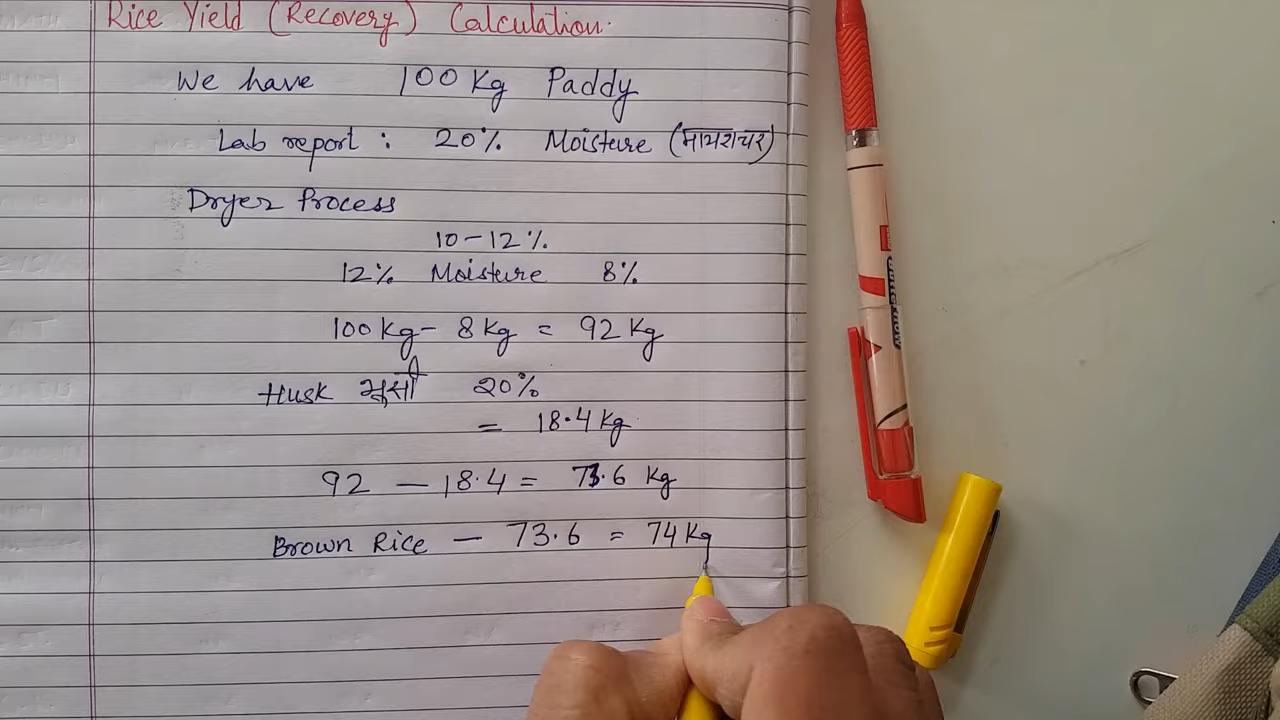 Rice Yield (Recovery) Calculation.
We have 100 Kg Paddy
Lab report : 20% Moisture (मायशचर)
Dryer Process
10-12%
12% Moisture 8%
100 Kg - 8 Kg = 92 Kg
Husk भूसी 20%
= 18.4 Kg
92 - 18.4 = 73.6 Kg
Brown Rice - 73.6 = 74 Kg